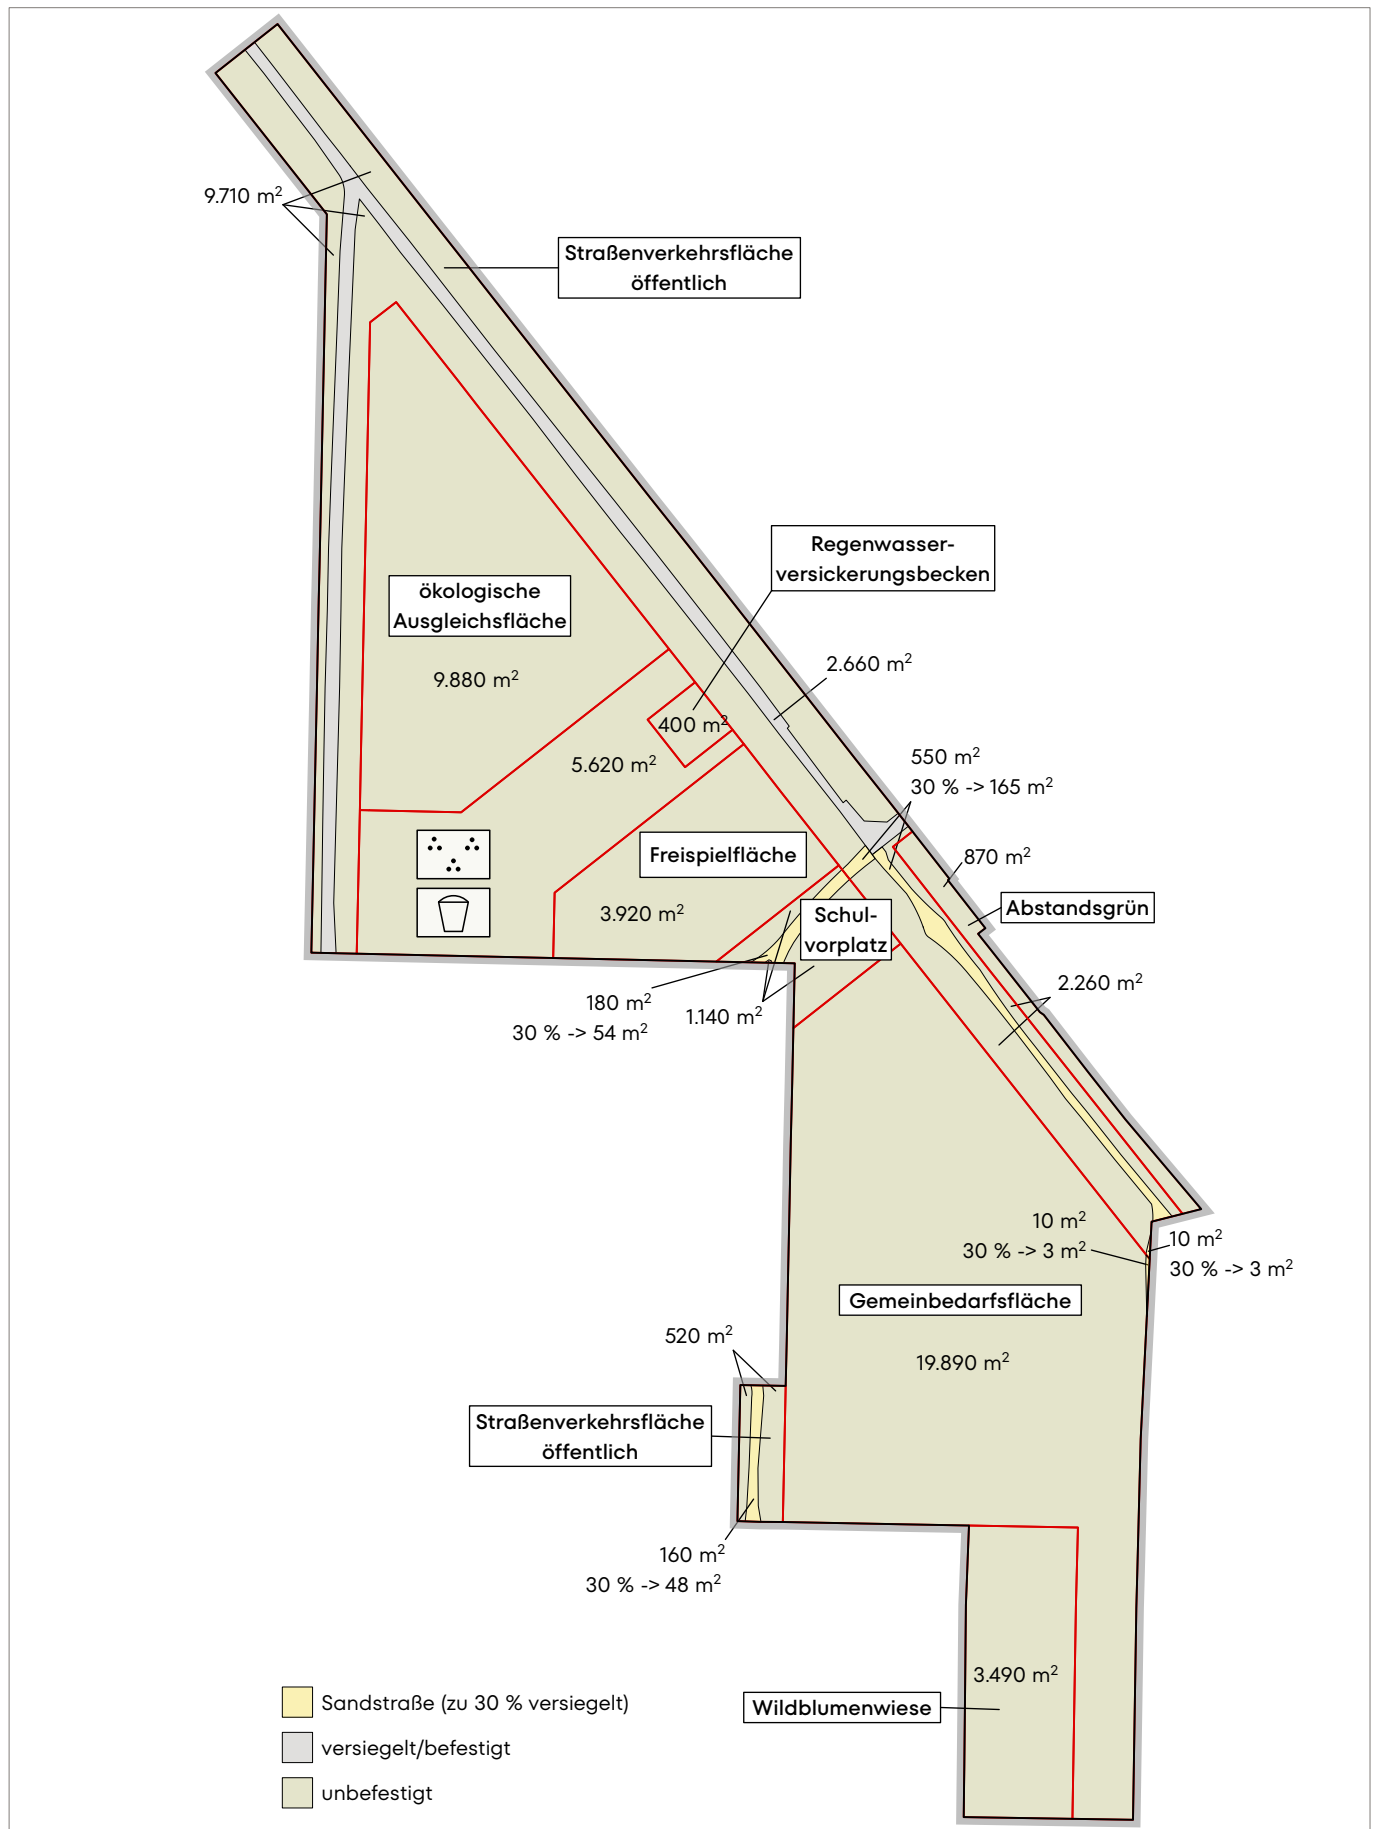 9.710 m²
Straßenverkehrsfläche
öffentlich
Regenwasser-
versickerungsbecken
ökologische
Ausgleichsfläche
9.880 m²
2.660 m²
400 m²
5.620 m²
550 m²
30 % -> 165 m²
Freispielfläche
870 m²
3.920 m²
Schul-
vorplatz
Abstandsgrün
2.260 m²
180 m²
30 % -> 54 m²
1.140 m²
10 m²
30 % -> 3 m²
10 m²
30 % -> 3 m²
Gemeinbedarfsfläche
19.890 m²
520 m²
Straßenverkehrsfläche
öffentlich
160 m²
30 % -> 48 m²
3.490 m²
Wildblumenwiese
Sandstraße (zu 30 % versiegelt)
versiegelt/befestigt
unbefestigt